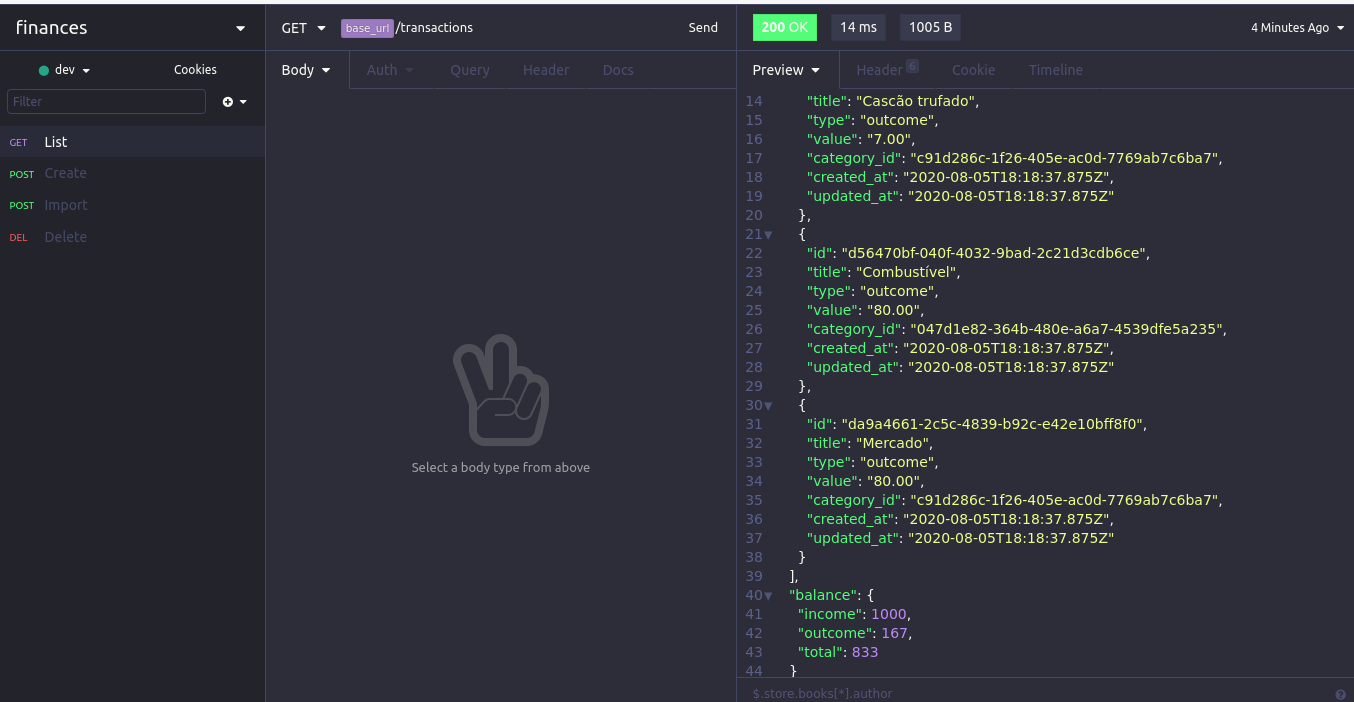 finances
dev
Cookies
Filter
GET List
POST Create
POST Import
DEL Delete
GET base_url/transactions Send
Body Auth Query Header Docs
Select a body type from above
200 OK 14 ms 1005 B 4 Minutes Ago
Preview Header 6 Cookie Timeline
14 "title": "Cascão trufado",
15 "type": "outcome",
16 "value": "7.00",
17 "category_id": "c91d286c-1f26-405e-ac0d-7769ab7c6ba7",
18 "created_at": "2020-08-05T18:18:37.875Z",
19 "updated_at": "2020-08-05T18:18:37.875Z"
20 },
21 {
22 "id": "d56470bf-040f-4032-9bad-2c21d3cdb6ce",
23 "title": "Combustível",
24 "type": "outcome",
25 "value": "80.00",
26 "category_id": "047d1e82-364b-480e-a6a7-4539dfe5a235",
27 "created_at": "2020-08-05T18:18:37.875Z",
28 "updated_at": "2020-08-05T18:18:37.875Z"
29 },
30 {
31 "id": "da9a4661-2c5c-4839-b92c-e42e10bff8f0",
32 "title": "Mercado",
33 "type": "outcome",
34 "value": "80.00",
35 "category_id": "c91d286c-1f26-405e-ac0d-7769ab7c6ba7",
36 "created_at": "2020-08-05T18:18:37.875Z",
37 "updated_at": "2020-08-05T18:18:37.875Z"
38 }
39 ],
40 "balance": {
41 "income": 1000,
42 "outcome": 167,
43 "total": 833
44 }
$.store.books[*].author